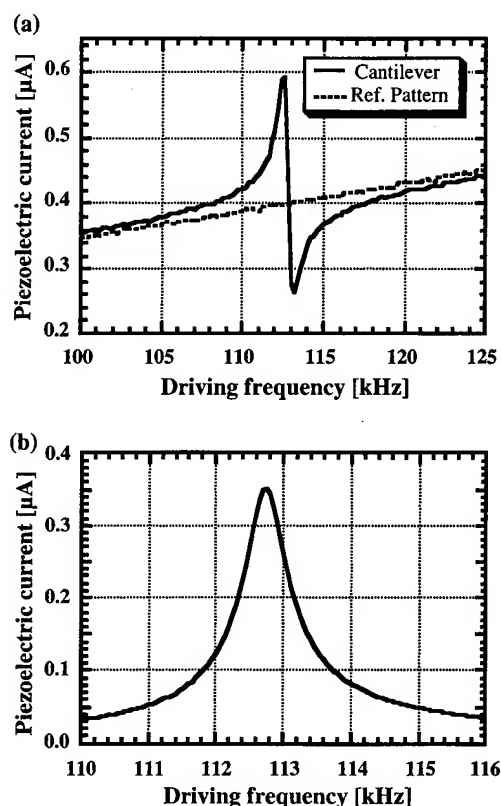 (a)
Piezoelectric current [µA]
0.6
0.5
0.4
0.3
0.2
Cantilever
Ref. Pattern
100 105 110 115 120 125
Driving frequency [kHz]
(b)
Piezoelectric current [µA]
0.4
0.3
0.2
0.1
0.0
110 111 112 113 114 115 116
Driving frequency [kHz]